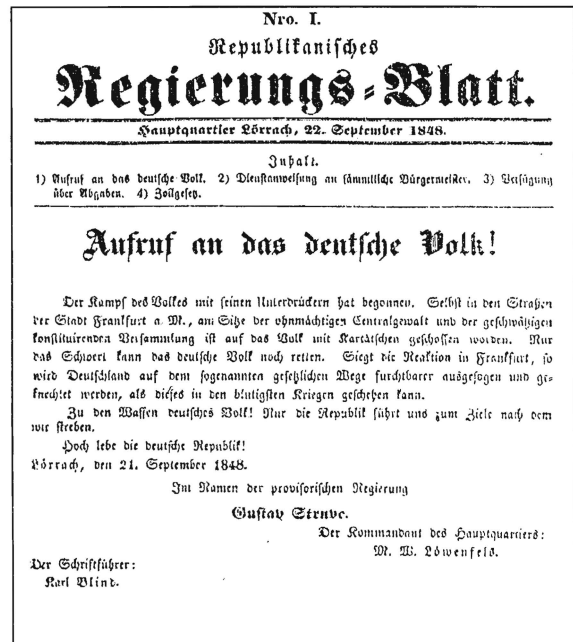 Nro. I.
Republikanisches
Regierungs-Blatt.
Hauptquartier Lörrach, 22. September 1848.
Inhalt.
1) Aufruf an das deutsche Volk. 2) Dienstanweisung an sämmtliche Bürgermeister. 3) Verfügung
über Abgaben. 4) Zollgesetz.
Aufruf an das deutsche Volk!
Der Kampf des Volkes mit seinen Unterdrückern hat begonnen. Selbst in den Straßen
der Stadt Frankfurt a. M., am Sitze der ohnmächtigen Centralgewalt und der geschwätzigen
konstituirenden Versammlung ist auf das Volk mit Kartätschen geschossen worden. Nur
das Schwert kann das deutsche Volk noch retten. Siegt die Reaktion in Frankfurt, so
wird Deutschland auf dem sogenannten gesetzlichen Wege furchtbarer ausgesogen und ge-
knechtet werden, als dieses in den blutigsten Kriegen geschehen kann.
Zu den Waffen deutsches Volk! Nur die Republik führt uns zum Ziele nach dem
wir streben.
Hoch lebe die deutsche Republik!
Lörrach, den 21. September 1848.
Im Namen der provisorischen Regierung
Gustav Struve.
Der Kommandant des Hauptquartiers:
M. W. Löwenfels.
Der Schriftführer:
Karl Blind.